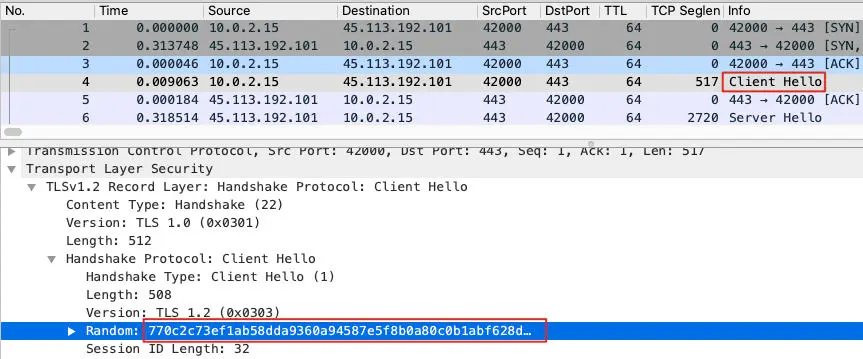 No. Time Source Destination SrcPort DstPort TTL TCP Seglen Info
1 0.000000 10.0.2.15 45.113.192.101 42000 443 64 0 42000 → 443 [SYN]
2 0.313748 45.113.192.101 10.0.2.15 443 42000 64 0 443 → 42000 [SYN,
3 0.000046 10.0.2.15 45.113.192.101 42000 443 64 0 42000 → 443 [ACK]
4 0.009063 10.0.2.15 45.113.192.101 42000 443 64 517 Client Hello
5 0.000184 45.113.192.101 10.0.2.15 443 42000 64 0 443 → 42000 [ACK]
6 0.318514 45.113.192.101 10.0.2.15 443 42000 64 2720 Server Hello
Transmission Control Protocol, Src Port: 42000, Dst Port: 443, Seq: 1, Ack: 1, Len: 517
Transport Layer Security
TLSv1.2 Record Layer: Handshake Protocol: Client Hello
Content Type: Handshake (22)
Version: TLS 1.0 (0x0301)
Length: 512
Handshake Protocol: Client Hello
Handshake Type: Client Hello (1)
Length: 508
Version: TLS 1.2 (0x0303)
Random: 770c2c73ef1ab58dda9360a94587e5f8b0a80c0b1abf628d…
Session ID Length: 32